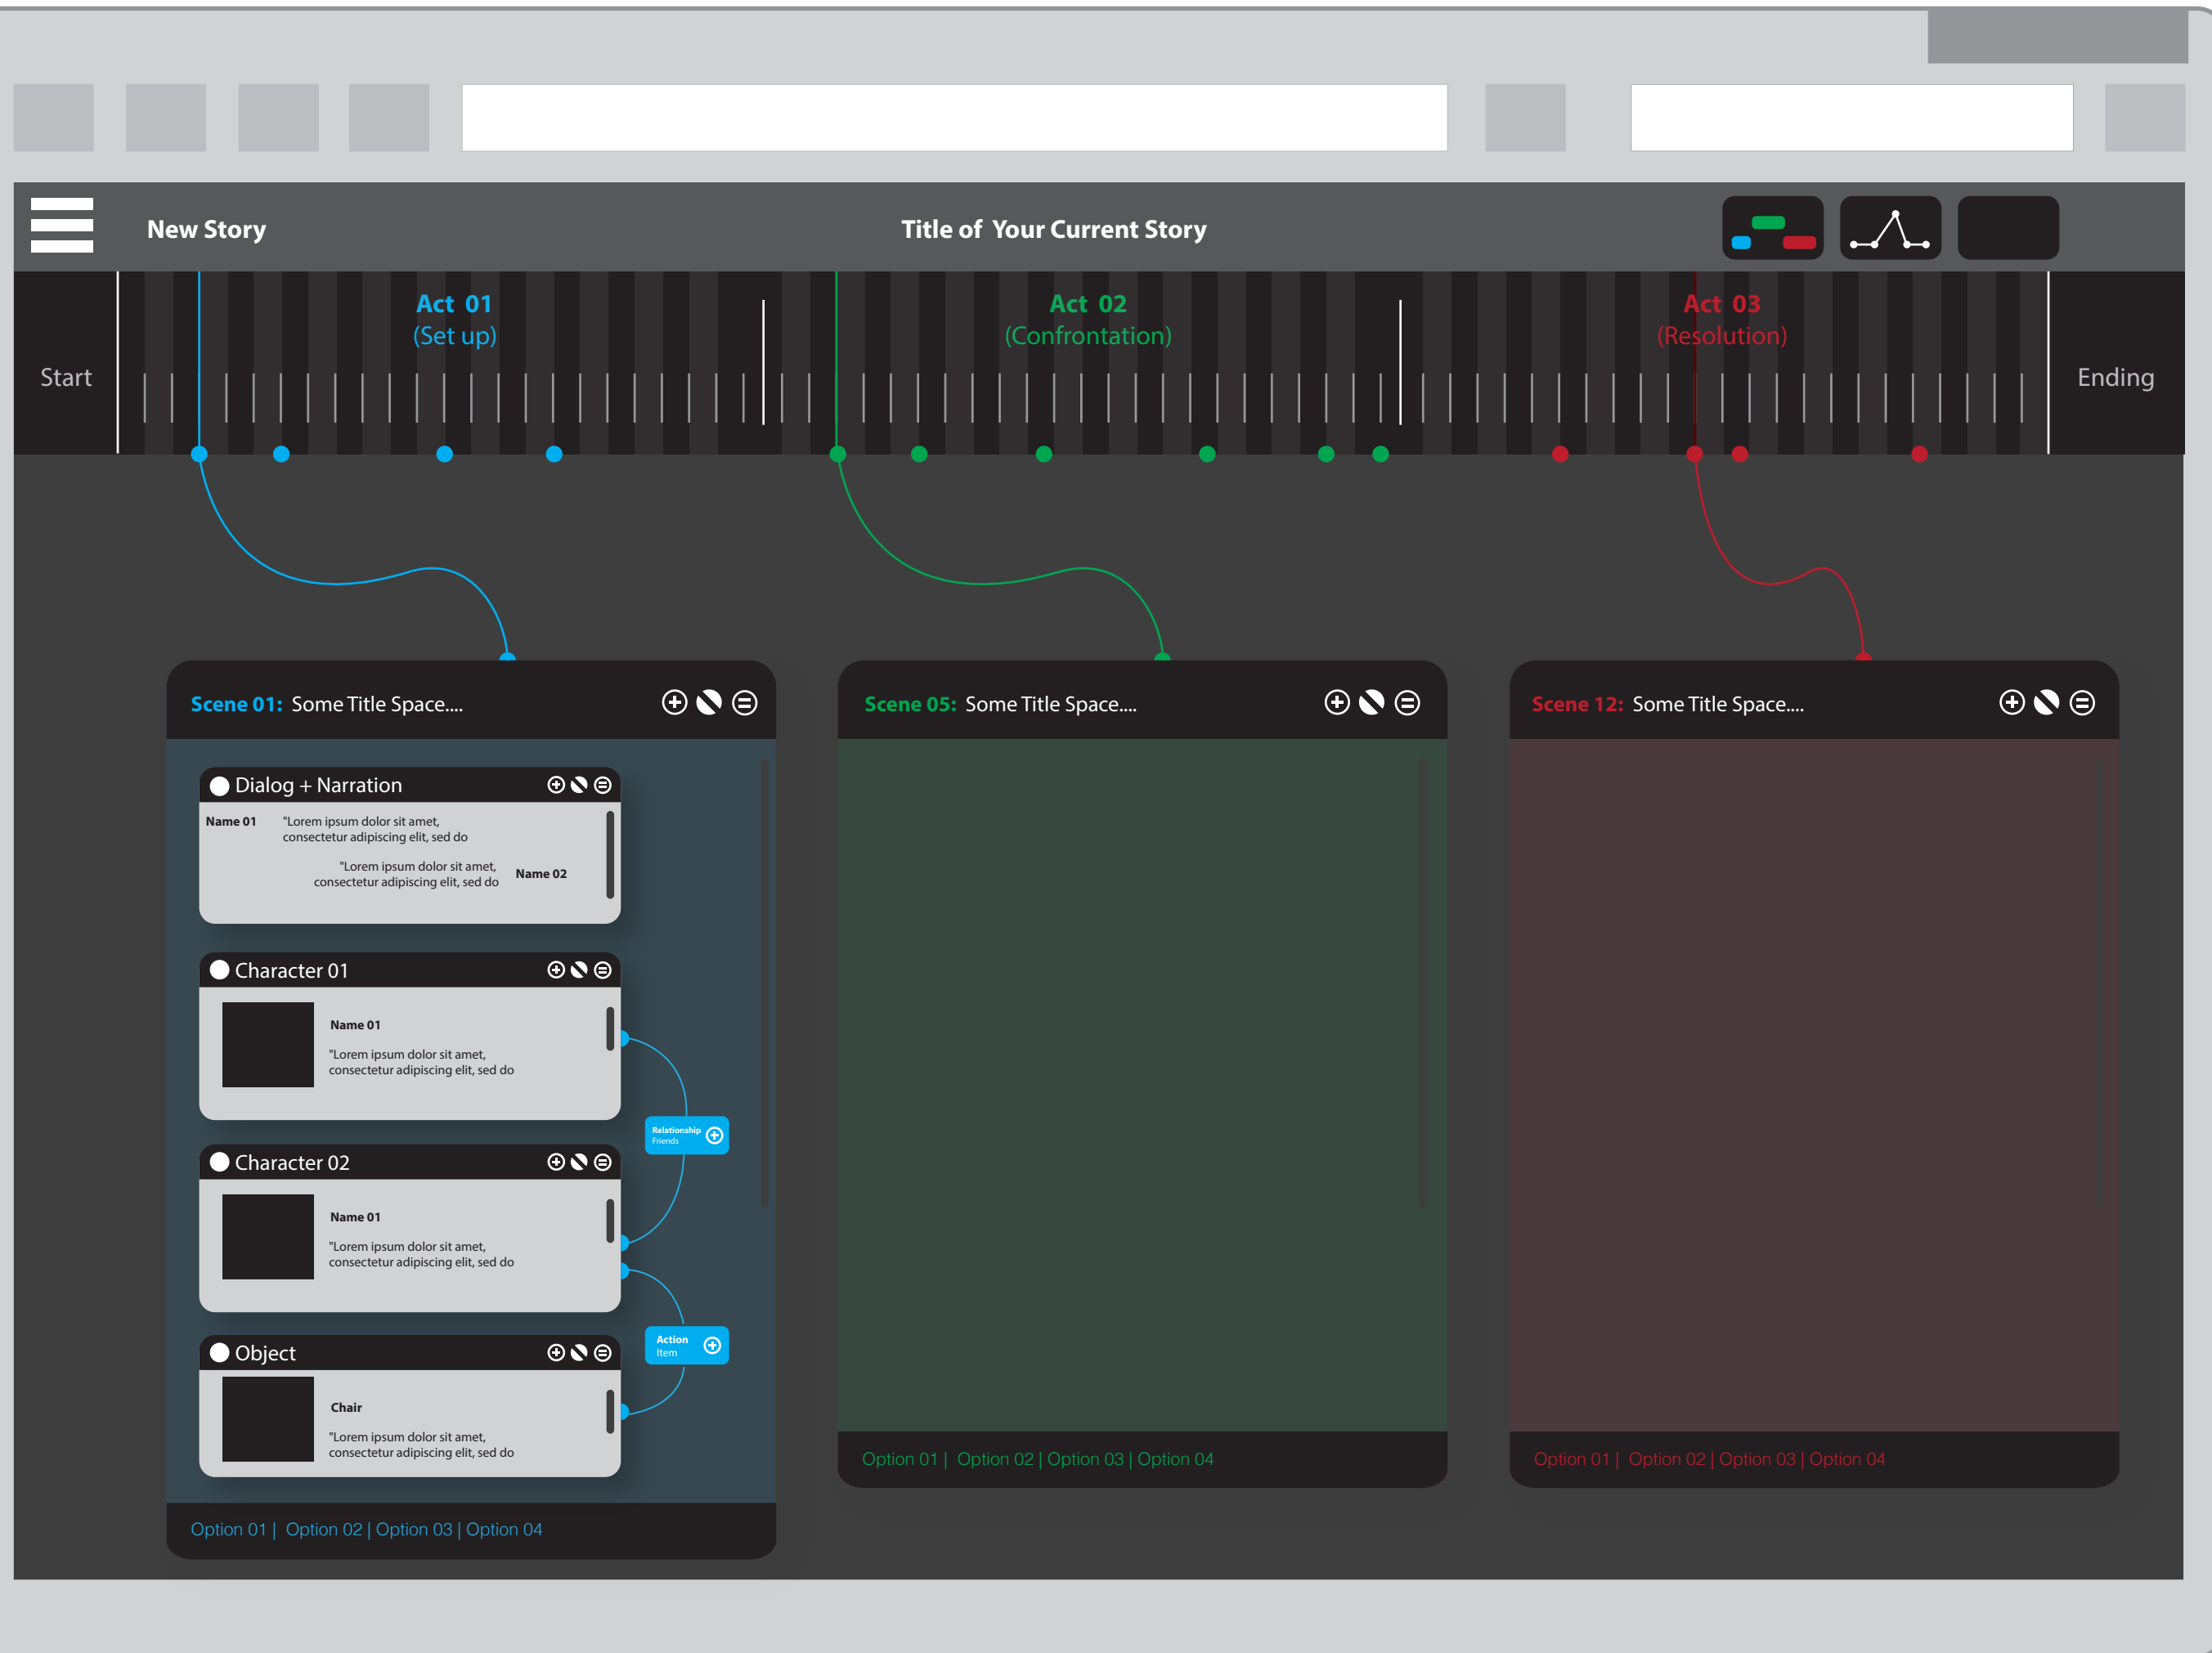 New Story
Title of Your Current Story
Act 01
(Set up)
Act 02
(Confrontation)
Act 03
(Resolution)
Start
Ending
Scene 01: Some Title Space....
Dialog + Narration
Name 01
"Lorem ipsum dolor sit amet,
consectetur adipiscing elit, sed do
"Lorem ipsum dolor sit amet,
consectetur adipiscing elit, sed do
Name 02
Character 01
Name 01
"Lorem ipsum dolor sit amet,
consectetur adipiscing elit, sed do
Relationship
Friends
Character 02
Name 01
"Lorem ipsum dolor sit amet,
consectetur adipiscing elit, sed do
Action
Item
Object
Chair
"Lorem ipsum dolor sit amet,
consectetur adipiscing elit, sed do
Option 01 | Option 02 | Option 03 | Option 04
Scene 05: Some Title Space....
Option 01 | Option 02 | Option 03 | Option 04
Scene 12: Some Title Space....
Option 01 | Option 02 | Option 03 | Option 04